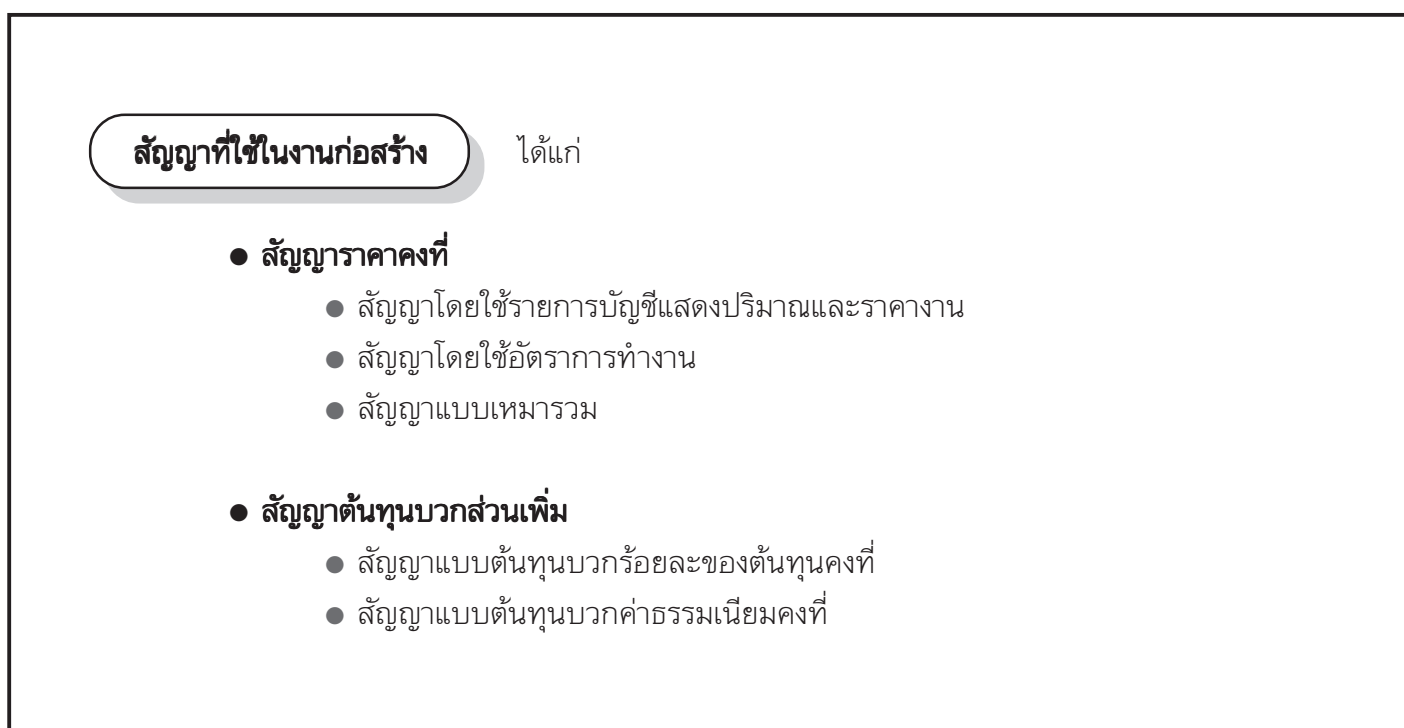 สัญญาที่ใช้ในงานก่อสร้าง ได้แก่
● สัญญาราคาคงที่
● สัญญาโดยใช้รายการบัญชีแสดงปริมาณและราคางาน
● สัญญาโดยใช้อัตราการทำงาน
● สัญญาแบบเหมารวม
● สัญญาต้นทุนบวกส่วนเพิ่ม
● สัญญาแบบต้นทุนบวกร้อยละของต้นทุนคงที่
● สัญญาแบบต้นทุนบวกค่าธรรมเนียมคงที่